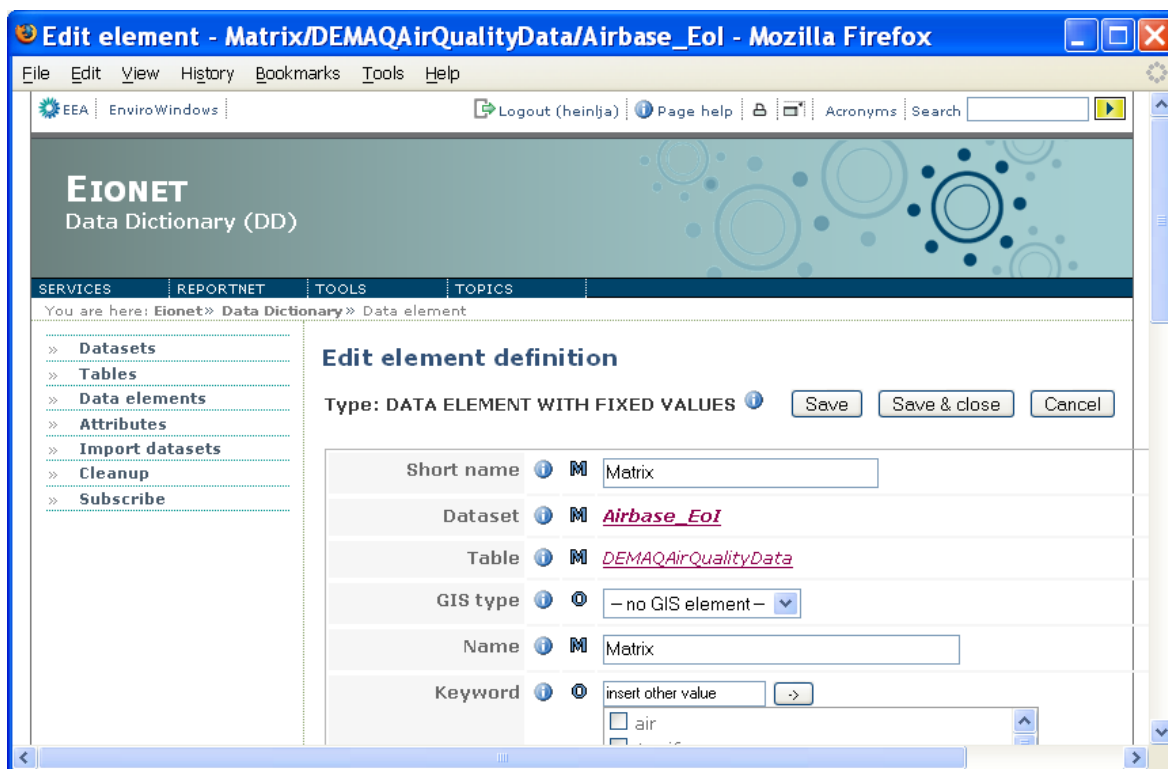 Edit element - Matrix/DEMAQAirQualityData/Airbase_EoI - Mozilla Firefox
File Edit View History Bookmarks Tools Help
EEA EnviroWindows Logout (heinlja) Page help Acronyms Search
EIONET
Data Dictionary (DD)
SERVICES REPORTNET TOOLS TOPICS
You are here: Eionet» Data Dictionary» Data element
» Datasets
» Tables
» Data elements
» Attributes
» Import datasets
» Cleanup
» Subscribe
Edit element definition
Type: DATA ELEMENT WITH FIXED VALUES Save Save & close Cancel
Short name M Matrix
Dataset M Airbase_EoI
Table M DEMAQAirQualityData
GIS type O – no GIS element –
Name M Matrix
Keyword O insert other value ->
air